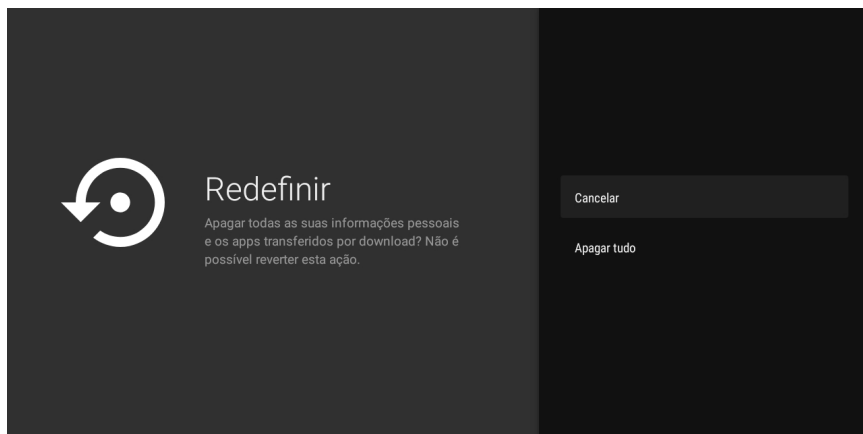 Redefinir
Apagar todas as suas informações pessoais
e os apps transferidos por download? Não é
possível reverter esta ação.
Cancelar
Apagar tudo